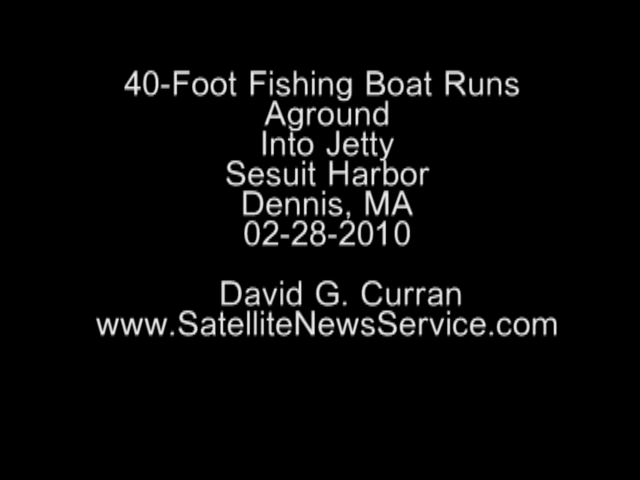 40-Foot Fishing Boat Runs
Aground
Into Jetty
Sesuit Harbor
Dennis, MA
02-28-2010
David G. Curran
www.SatelliteNewsService.com